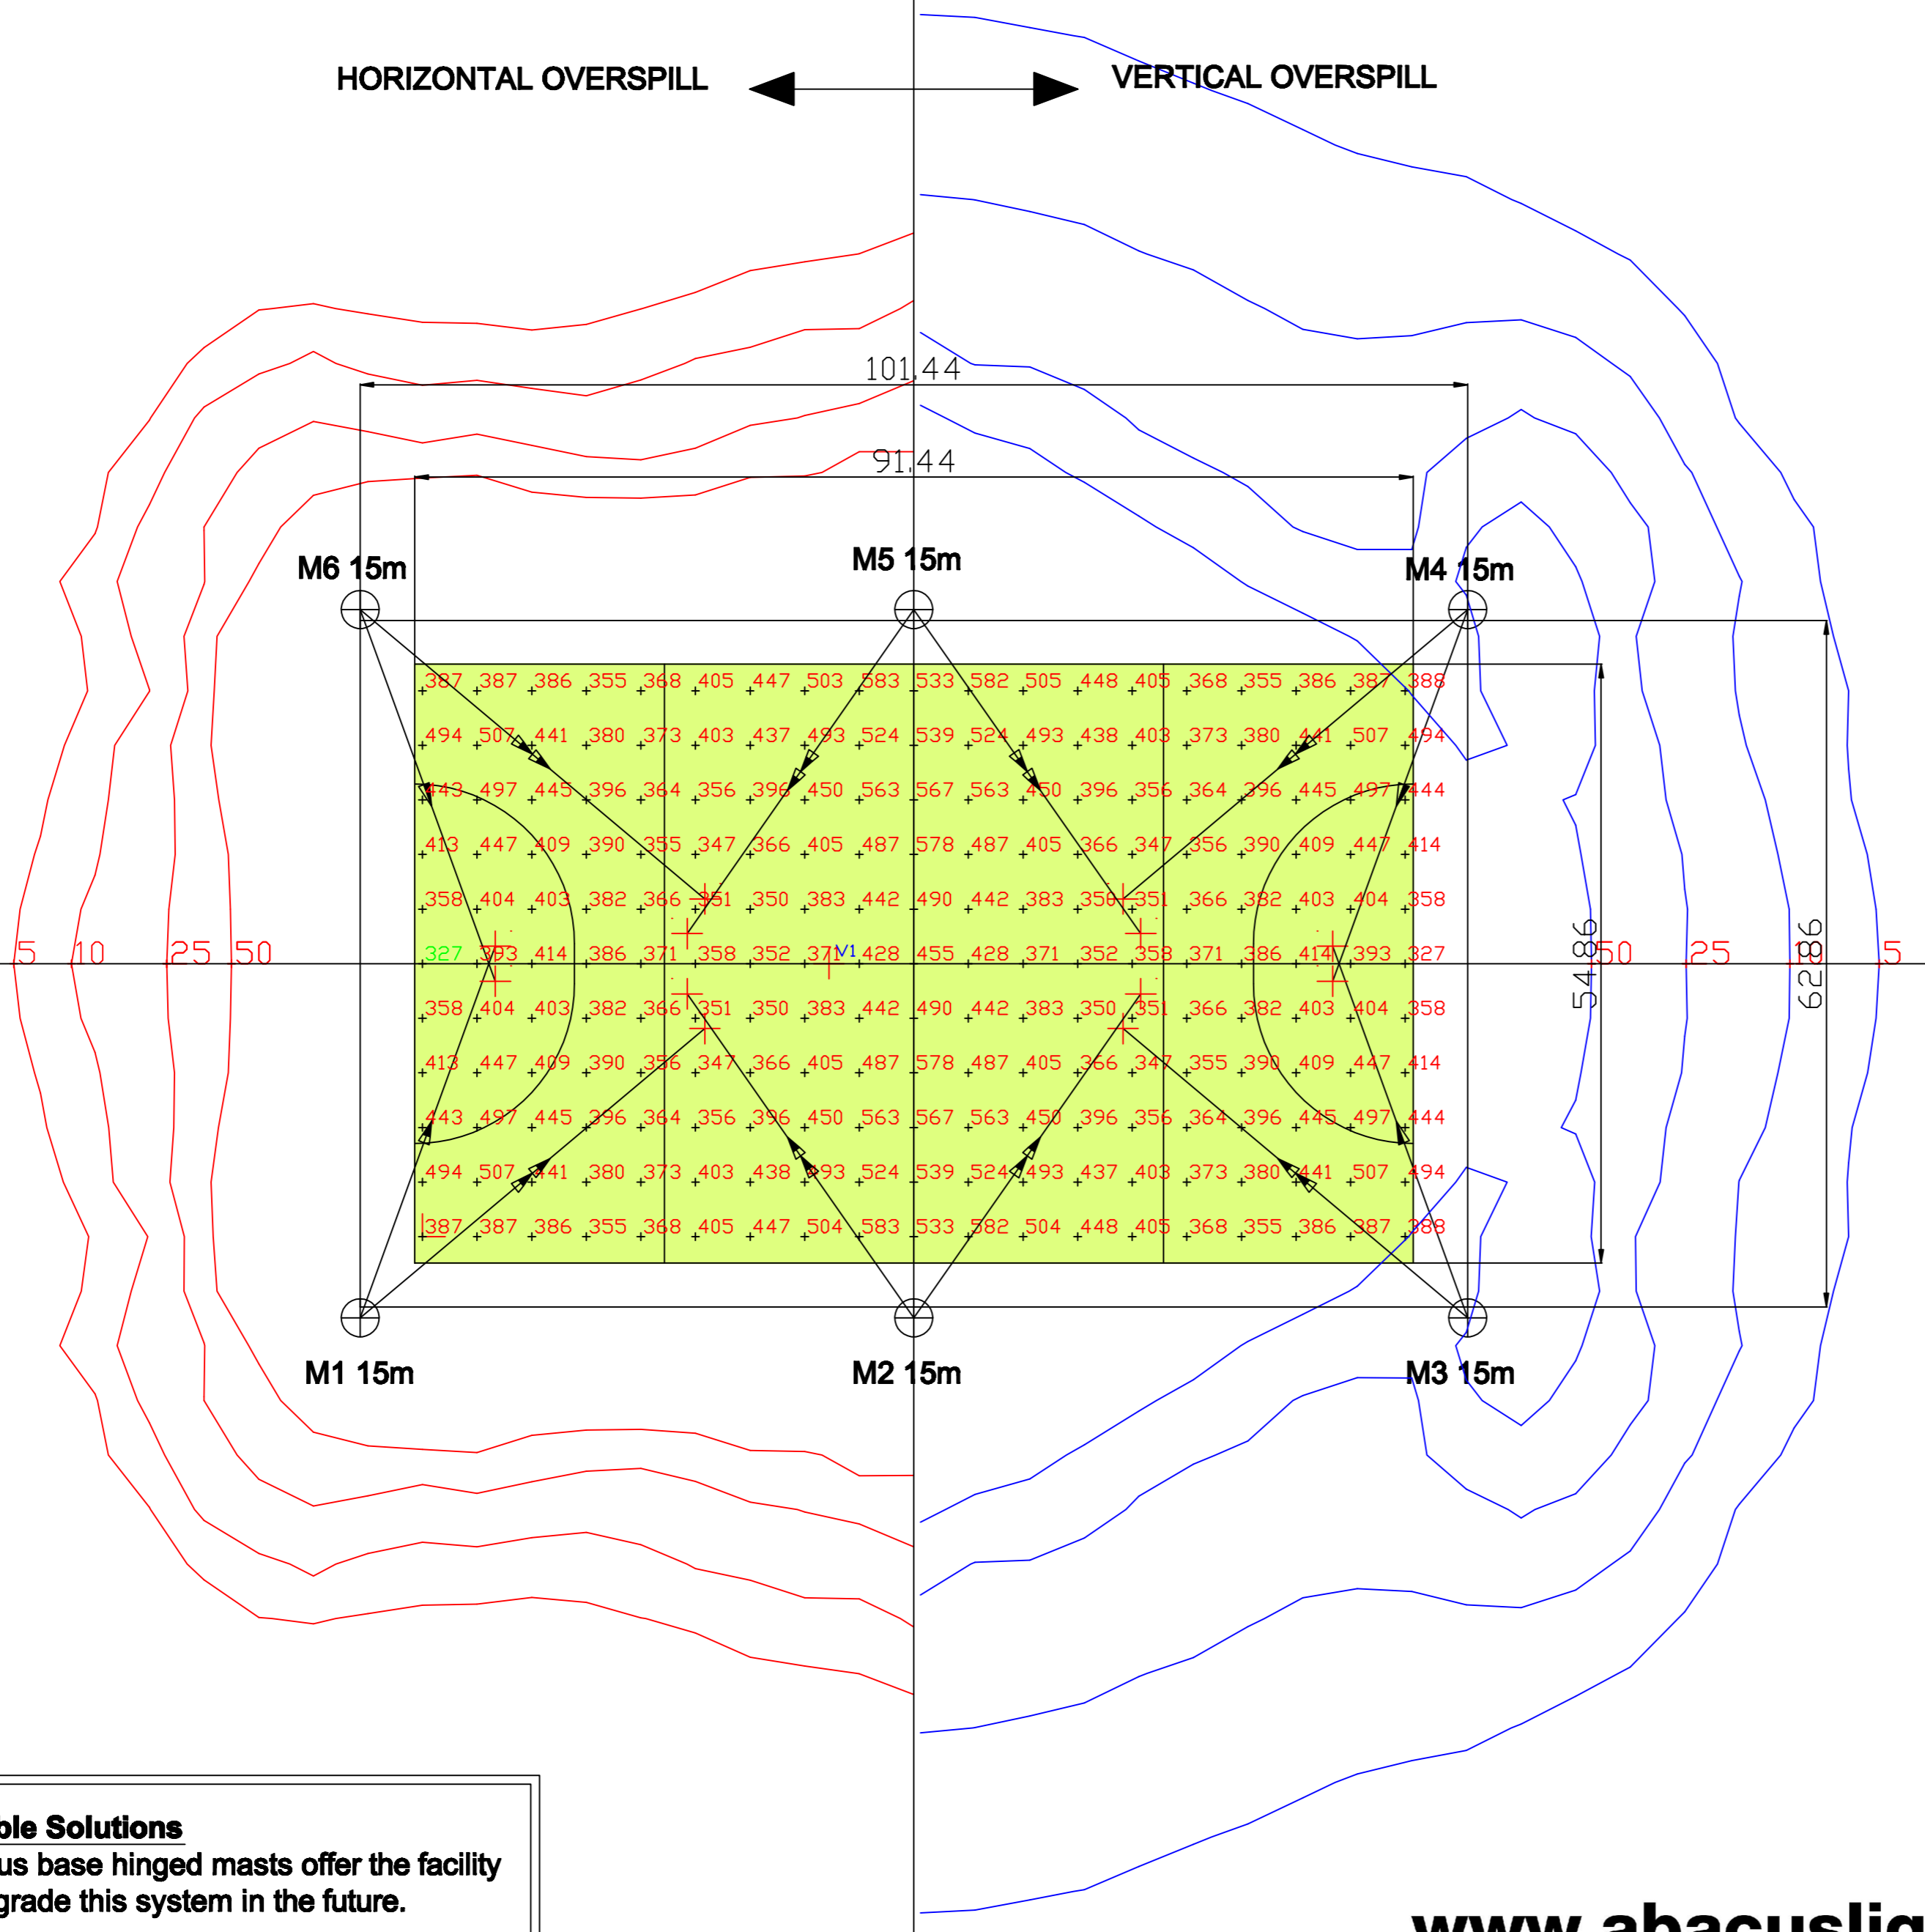 HORIZONTAL OVERSPILL VERTICAL OVERSPILL
101.44
91.44
M6 15m M5 15m M4 15m
387 387 386 355 368 405 447 503 583 533 582 505 448 405 368 355 386 387 388
494 507 441 380 373 403 437 493 524 539 524 493 438 403 373 380 441 507 494
443 497 445 396 364 356 396 450 563 567 563 450 396 356 364 396 445 497 444
413 447 409 390 355 347 366 405 487 578 487 405 366 347 356 390 409 447 414
358 404 403 382 366 351 350 383 442 490 442 383 350 351 366 382 403 404 358
5 10 25 50 327 393 414 386 371 358 352 371 V1 428 455 428 371 352 358 371 386 414 393 327 50 25 10 5
54.86
62.86
358 404 403 382 366 351 350 383 442 490 442 383 350 351 366 382 403 404 358
413 447 409 390 356 347 366 405 487 578 487 405 366 347 355 390 409 447 414
443 497 445 396 364 356 396 450 563 567 563 450 396 356 364 396 445 497 444
494 507 441 380 373 403 438 493 524 539 524 493 437 403 373 380 441 507 494
387 387 386 355 368 405 447 504 583 533 582 504 448 405 368 355 386 387 388
M1 15m M2 15m M3 15m
ble Solutions
us base hinged masts offer the facility
grade this system in the future.
www.abacuslig